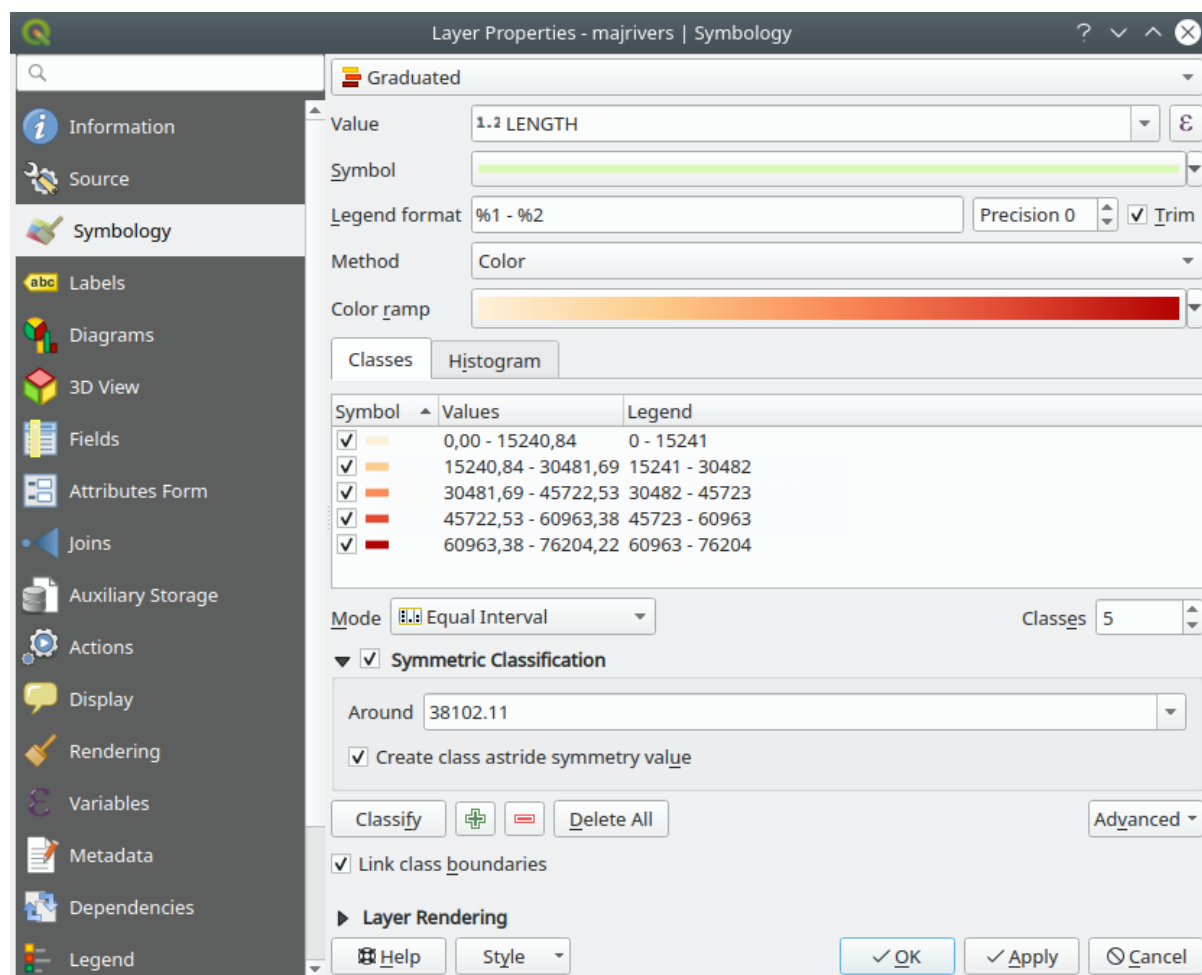 Layer Properties - majrivers | Symbology
Graduated
Information
Source
Symbology
abc Labels
Diagrams
3D View
Fields
Attributes Form
Joins
Auxiliary Storage
Actions
Display
Rendering
Variables
Metadata
Dependencies
Legend
Value 1.2 LENGTH ε
Symbol
Legend format %1 - %2 Precision 0 Trim
Method Color
Color ramp
Classes Histogram
Symbol Values Legend
0,00 - 15240,84 0 - 15241
15240,84 - 30481,69 15241 - 30482
30481,69 - 45722,53 30482 - 45723
45722,53 - 60963,38 45723 - 60963
60963,38 - 76204,22 60963 - 76204
Mode Equal Interval Classes 5
Symmetric Classification
Around 38102.11
Create class astride symmetry value
Classify Delete All Advanced
Link class boundaries
Layer Rendering
Help Style OK Apply Cancel